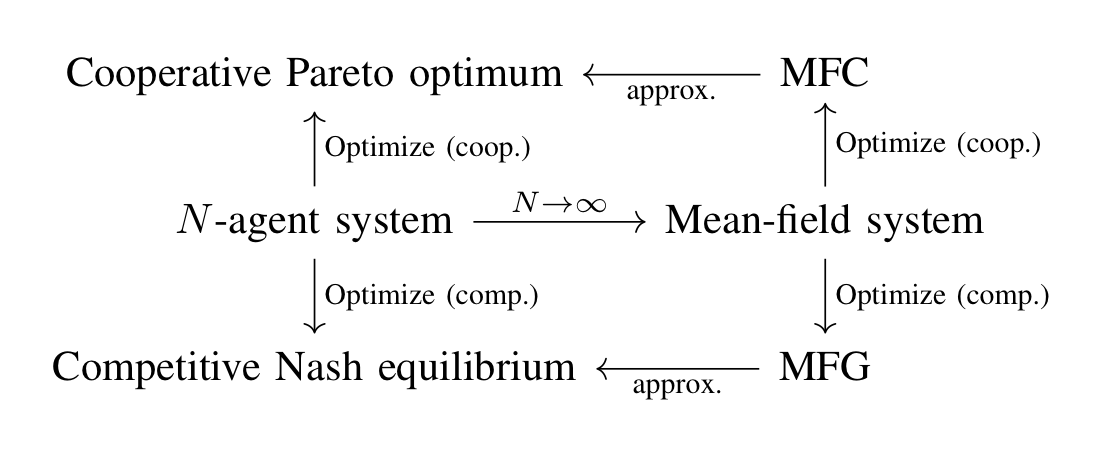 Cooperative Pareto optimum ← MFC
approx.
Optimize (coop.) Optimize (coop.)
N-agent system N→∞ Mean-field system
Optimize (comp.) Optimize (comp.)
Competitive Nash equilibrium ← MFG
approx.